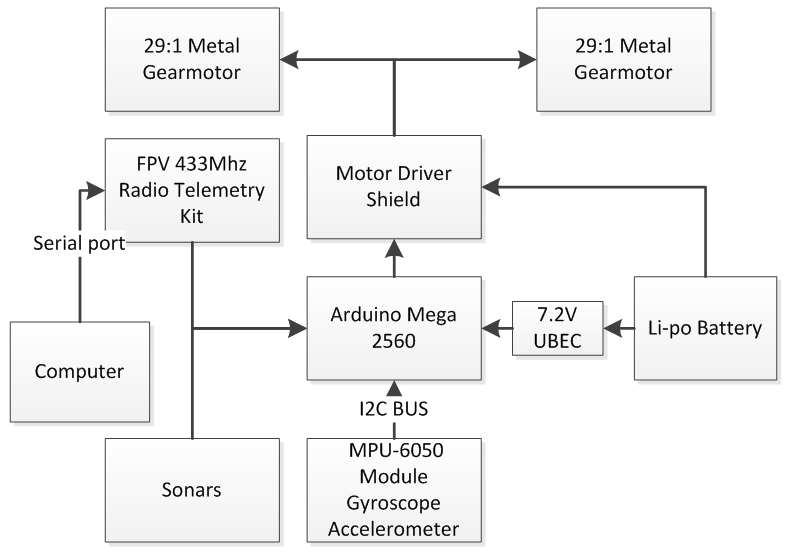 29:1 Metal
Gearmotor
29:1 Metal
Gearmotor
FPV 433Mhz
Radio Telemetry
Kit
Motor Driver
Shield
Serial port
Arduino Mega
2560
7.2V
UBEC
Li-po Battery
Computer
I2C BUS
Sonars
MPU-6050
Module
Gyroscope
Accelerometer